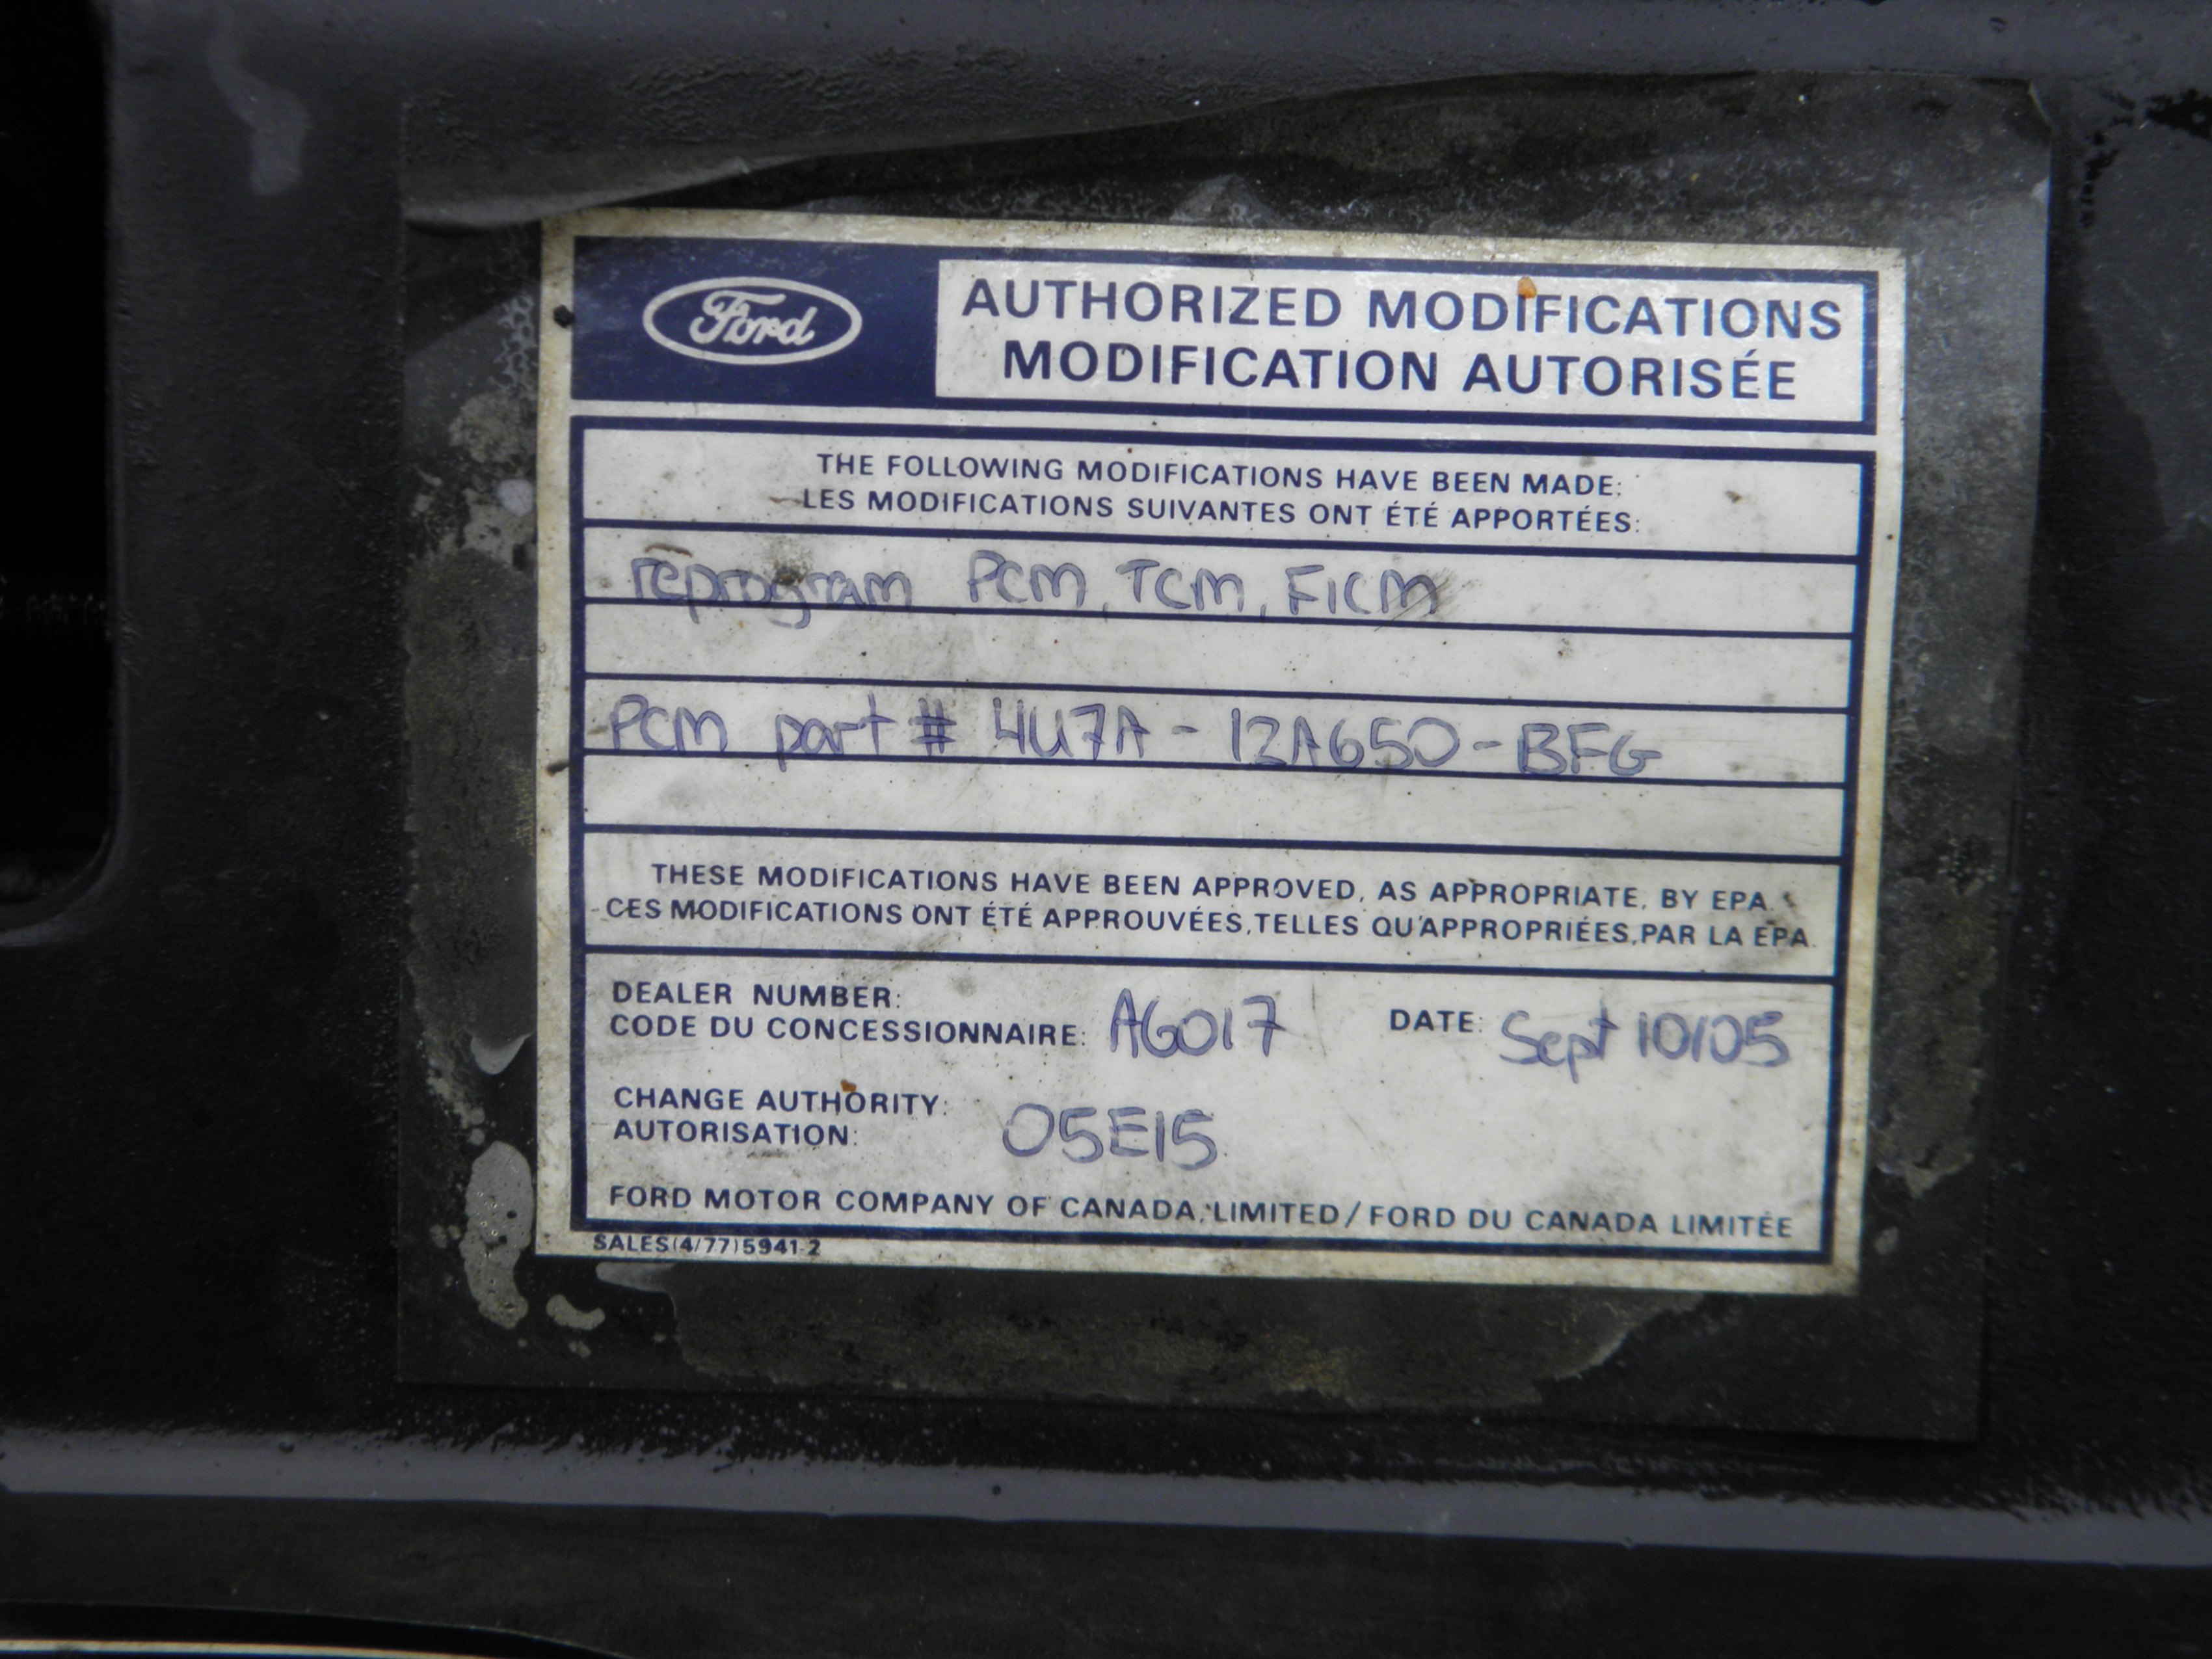 Ford
AUTHORIZED MODIFICATIONS
MODIFICATION AUTORISÉE
THE FOLLOWING MODIFICATIONS HAVE BEEN MADE:
LES MODIFICATIONS SUIVANTES ONT ÉTÉ APPORTÉES:
reprogram PCM, TCM, FICM
PCM part # 4U7A - 12A650 - BFG
THESE MODIFICATIONS HAVE BEEN APPROVED, AS APPROPRIATE, BY EPA.
CES MODIFICATIONS ONT ÉTÉ APPROUVÉES, TELLES QU'APPROPRIÉES, PAR LA EPA.
DEALER NUMBER:
CODE DU CONCESSIONNAIRE: A6017 DATE: Sept 10/05
CHANGE AUTHORITY:
AUTORISATION: 05E15
FORD MOTOR COMPANY OF CANADA, LIMITED / FORD DU CANADA LIMITÉE
SALES (4/77) 5941-2